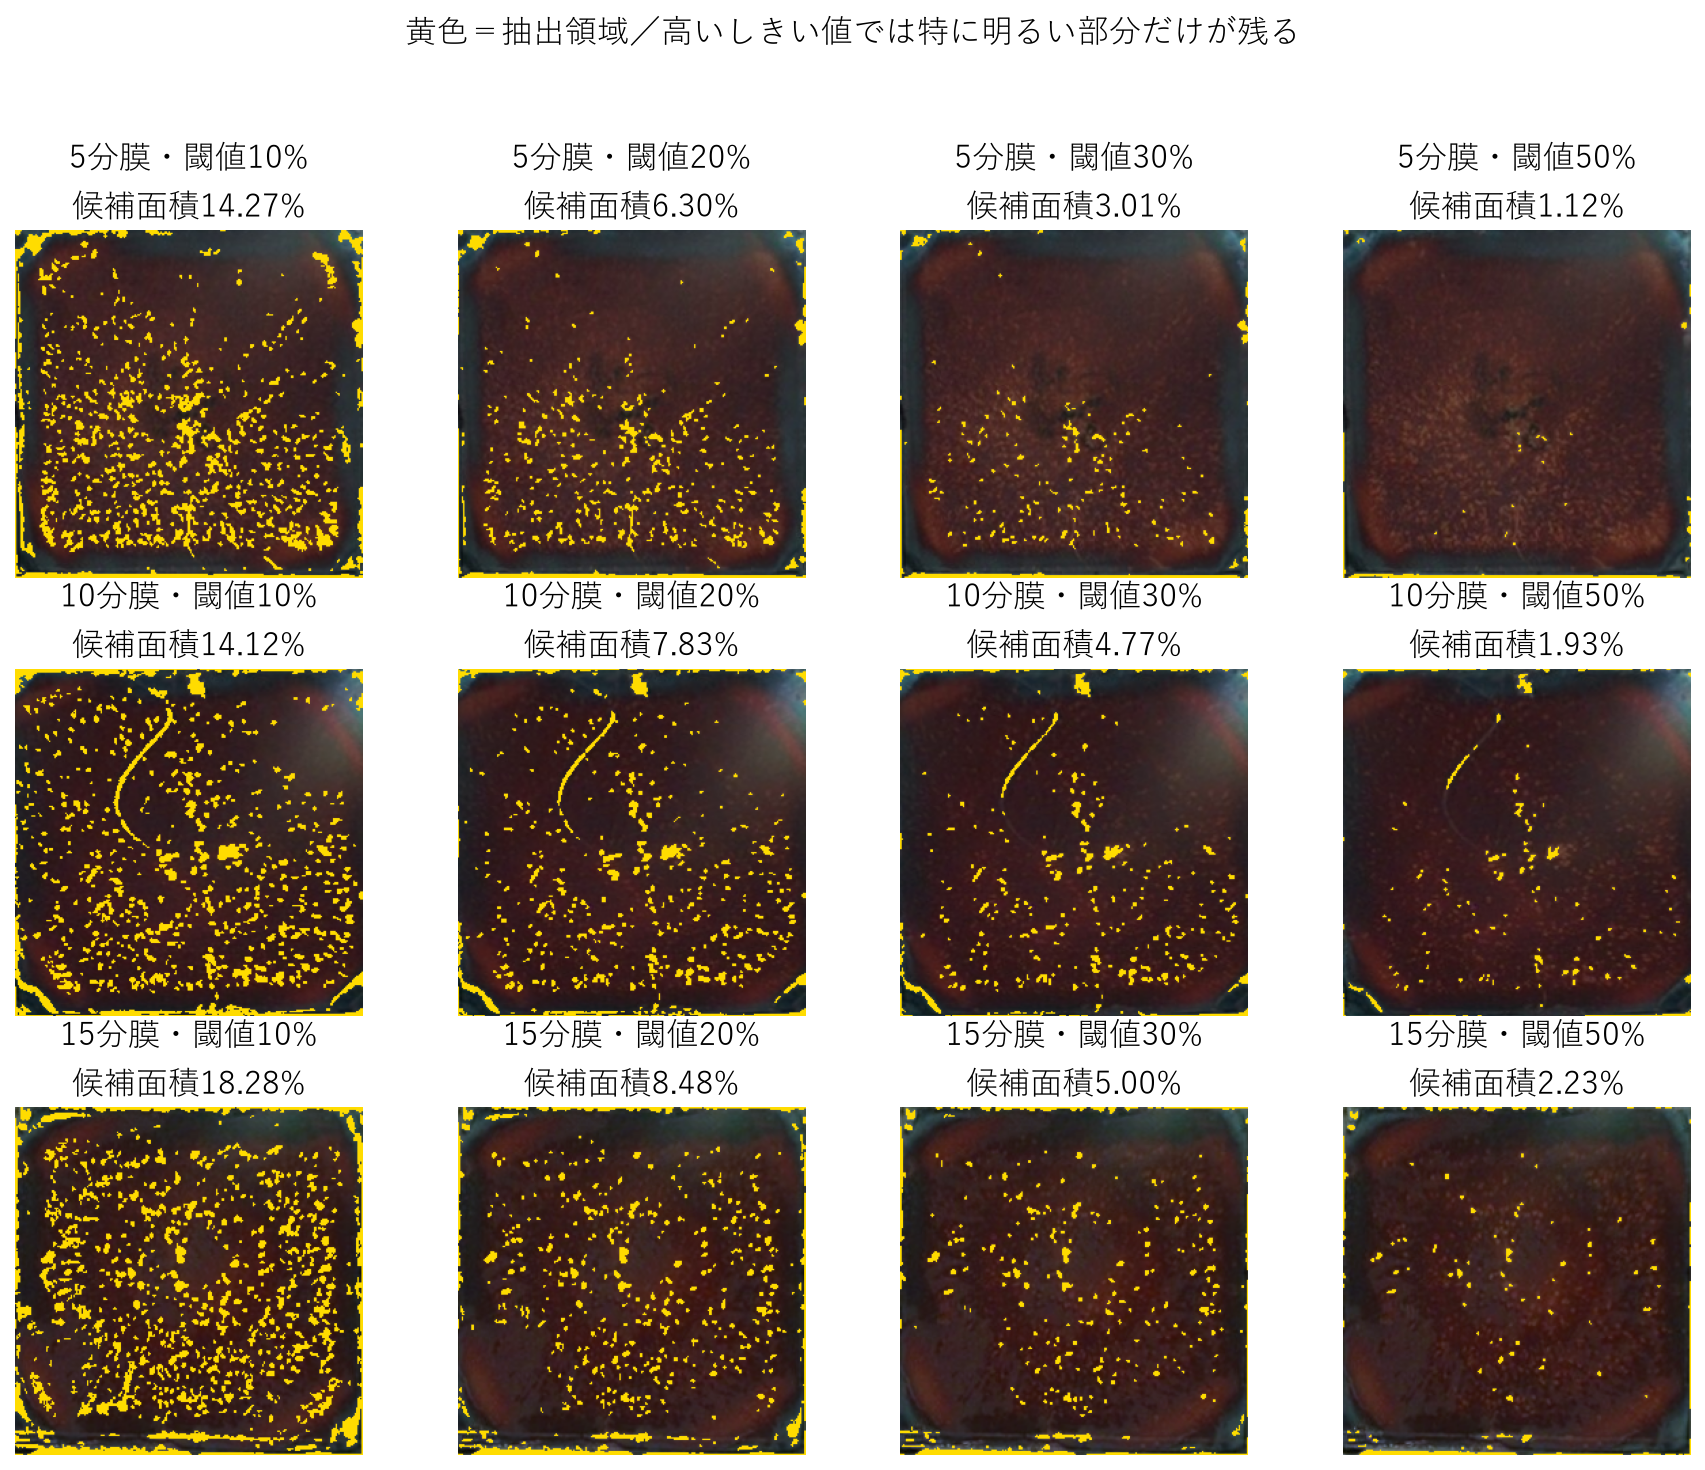 黄色＝抽出領域／高いしきい値では特に明るい部分だけが残る
5分膜・閾値10%
候補面積14.27%
5分膜・閾値20%
候補面積6.30%
5分膜・閾値30%
候補面積3.01%
5分膜・閾値50%
候補面積1.12%
10分膜・閾値10%
候補面積14.12%
10分膜・閾値20%
候補面積7.83%
10分膜・閾値30%
候補面積4.77%
10分膜・閾値50%
候補面積1.93%
15分膜・閾値10%
候補面積18.28%
15分膜・閾値20%
候補面積8.48%
15分膜・閾値30%
候補面積5.00%
15分膜・閾値50%
候補面積2.23%